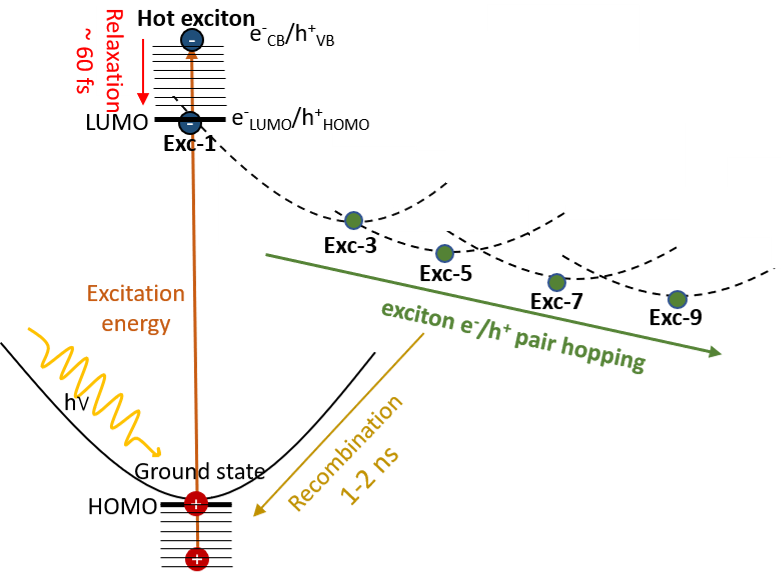 Hot exciton
e⁻CB/h⁺VB
Relaxation
~ 60 fs
-
LUMO
-
e⁻LUMO/h⁺HOMO
Exc-1
Exc-3
Exc-5
Exc-7
Exc-9
exciton e⁻/h⁺ pair hopping
Excitation
energy
hV
Recombination
1-2 ns
Ground state
HOMO
+
+